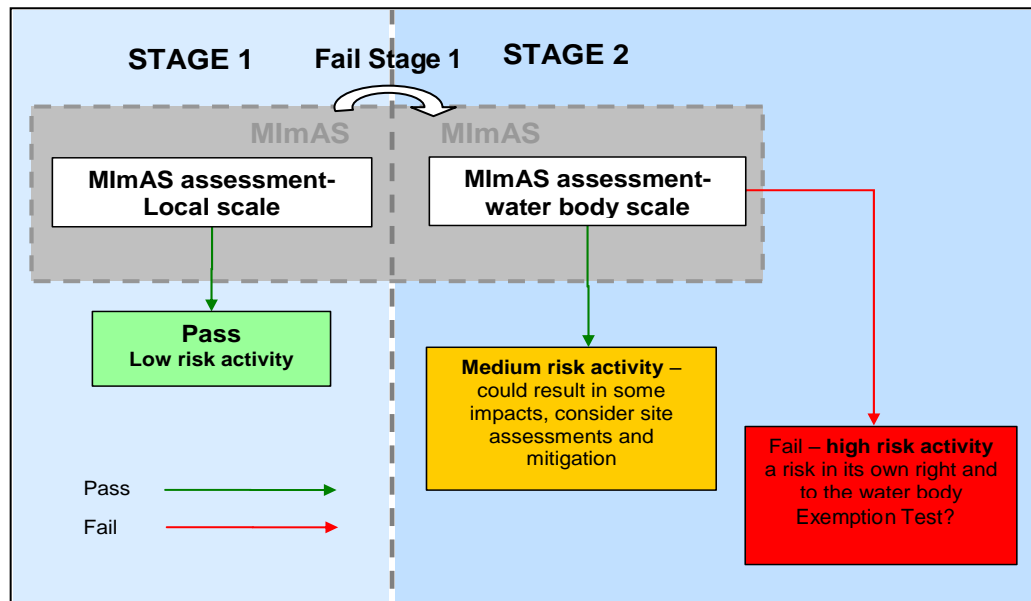 STAGE 1
Fail Stage 1
STAGE 2
MImAS
MImAS
MImAS assessment-
Local scale
MImAS assessment-
water body scale
Pass
Low risk activity
Medium risk activity –
could result in some
impacts, consider site
assessments and
mitigation
Fail – high risk activity
a risk in its own right and
to the water body
Exemption Test?
Pass
Fail